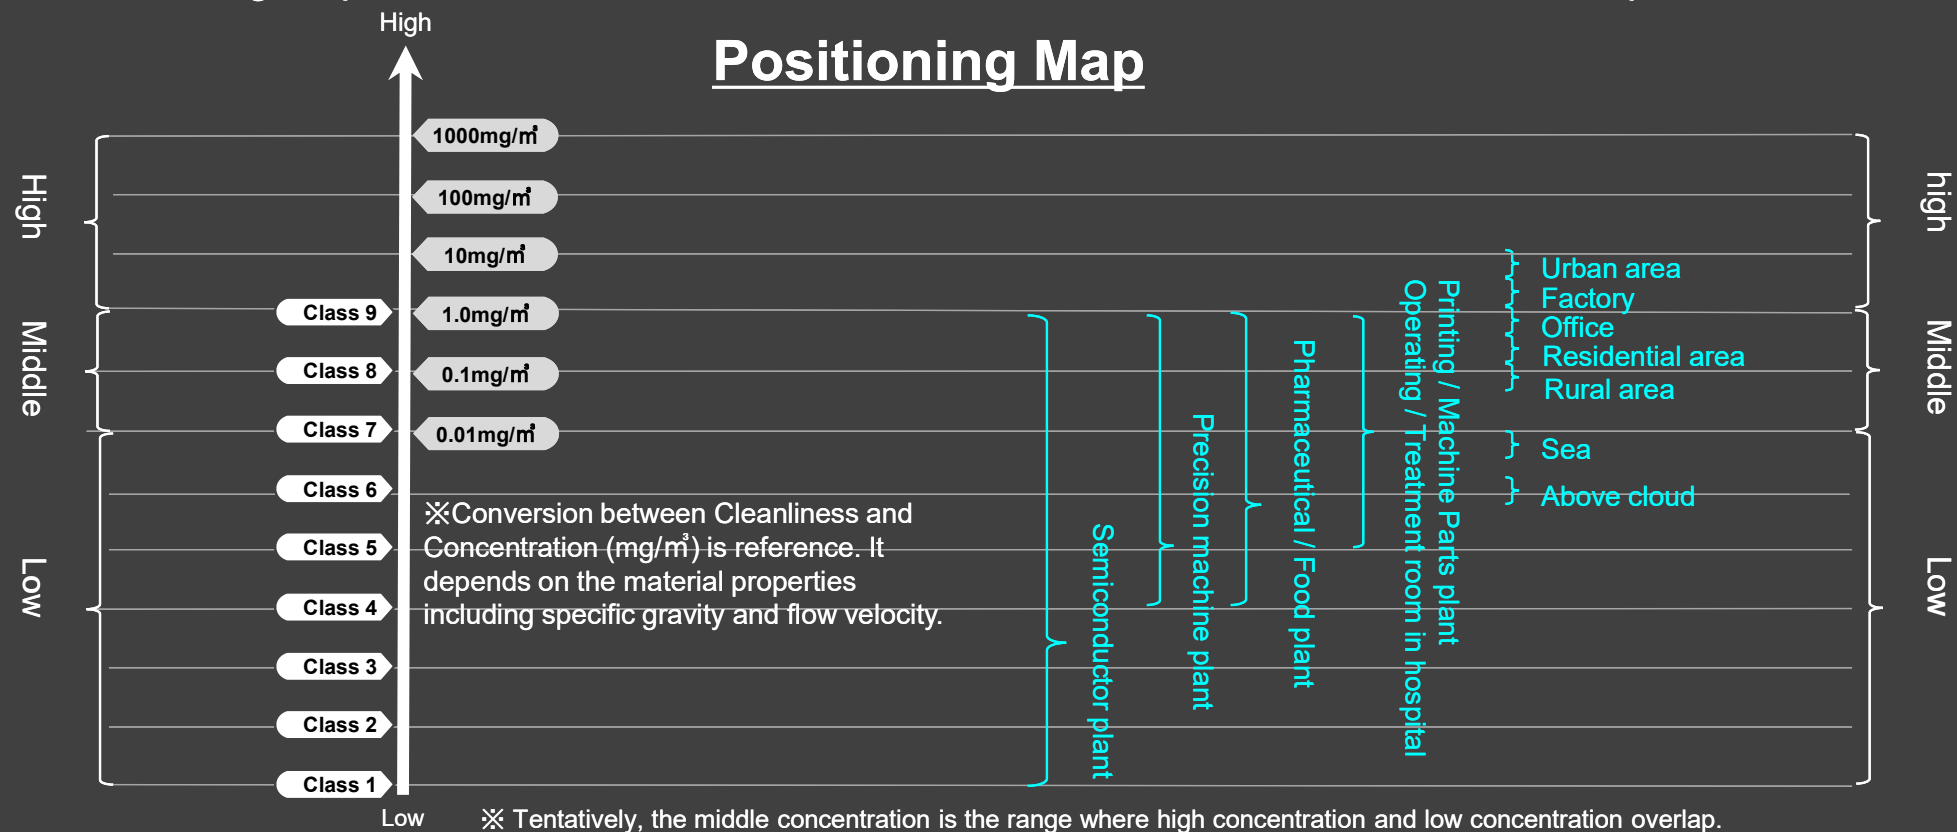 High
Positioning Map
1000mg/㎥
100mg/㎥
10mg/㎥
Class 9
1.0mg/㎥
Class 8
0.1mg/㎥
Class 7
0.01mg/㎥
Class 6
Class 5
Class 4
Class 3
Class 2
Class 1
Low
High
Middle
Low
※Conversion between Cleanliness and
Concentration (mg/㎥) is reference. It
depends on the material properties
including specific gravity and flow velocity.
Semiconductor plant
Precision machine plant
Pharmaceutical / Food plant
Printing / Machine Parts plant
Operating / Treatment room in hospital
Urban area
Factory
Office
Residential area
Rural area
Sea
Above cloud
high
Middle
Low
※ Tentatively, the middle concentration is the range where high concentration and low concentration overlap.